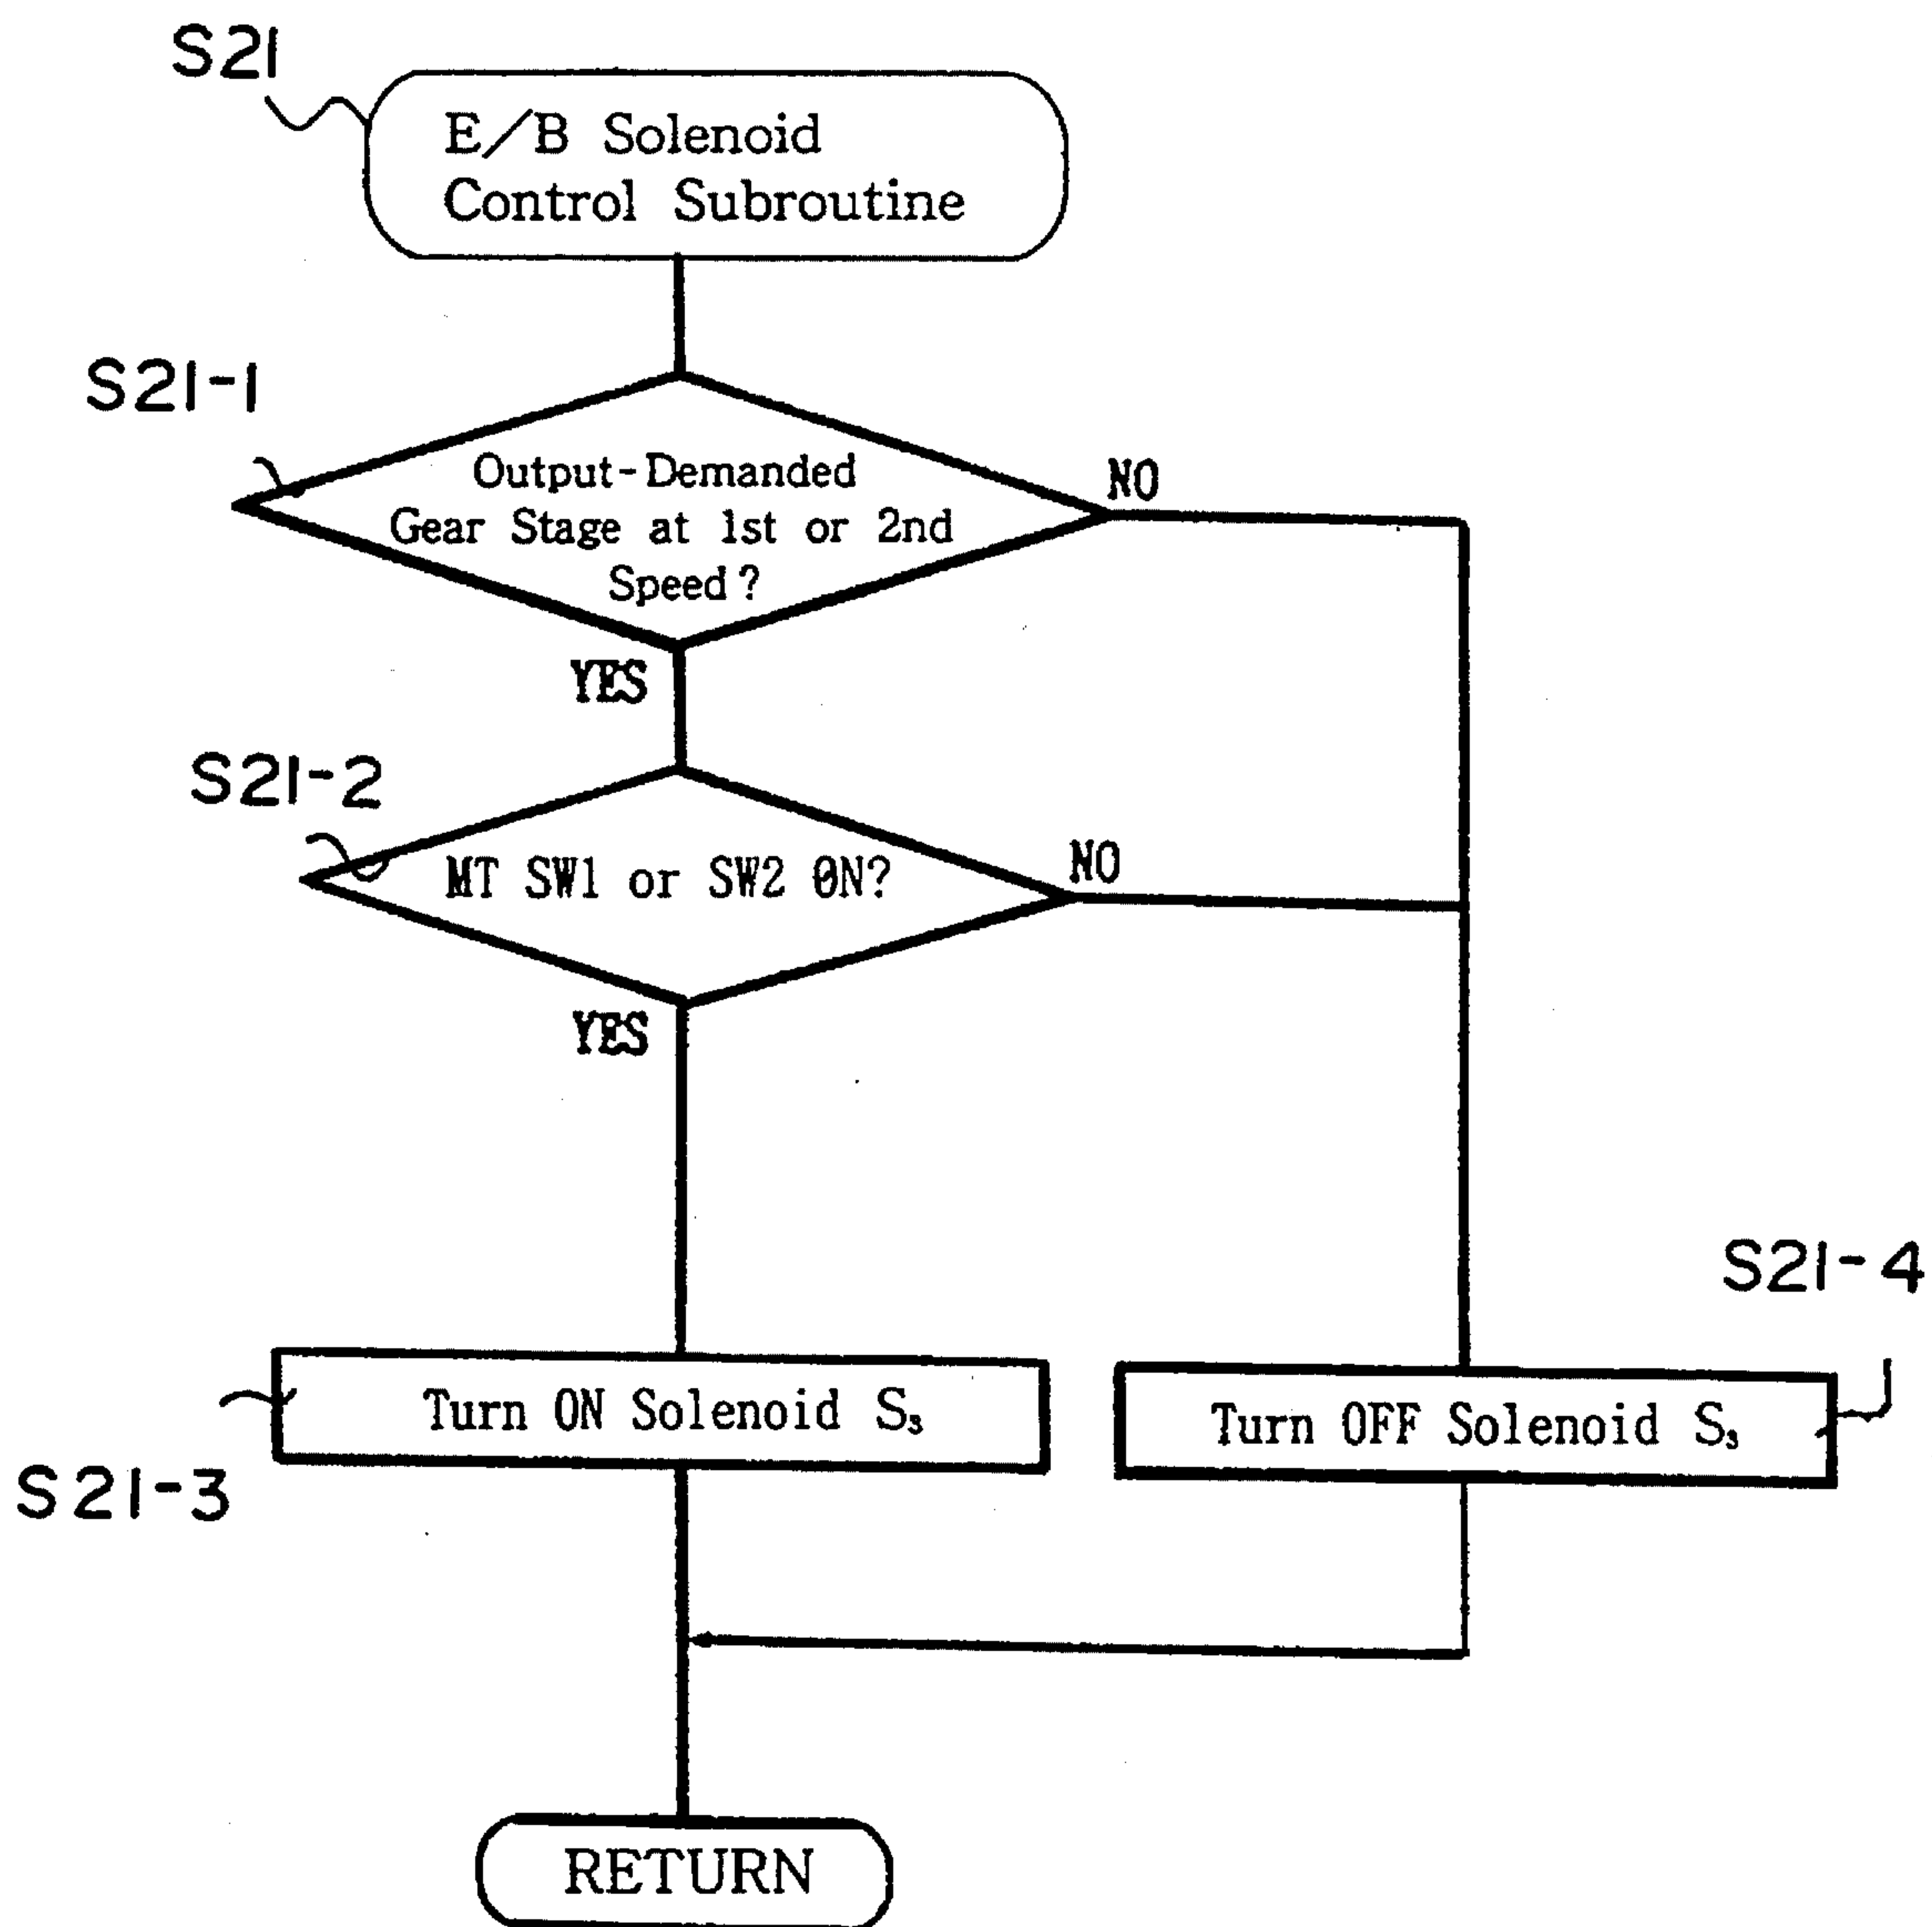 S21
E/B Solenoid
Control Subroutine
S21-1
Output-Demanded
Gear Stage at 1st or 2nd
Speed?
NO
YES
S21-2
MT SW1 or SW2 ON?
NO
YES
S21-4
Turn ON Solenoid S₃
Turn OFF Solenoid S₃
S21-3
RETURN